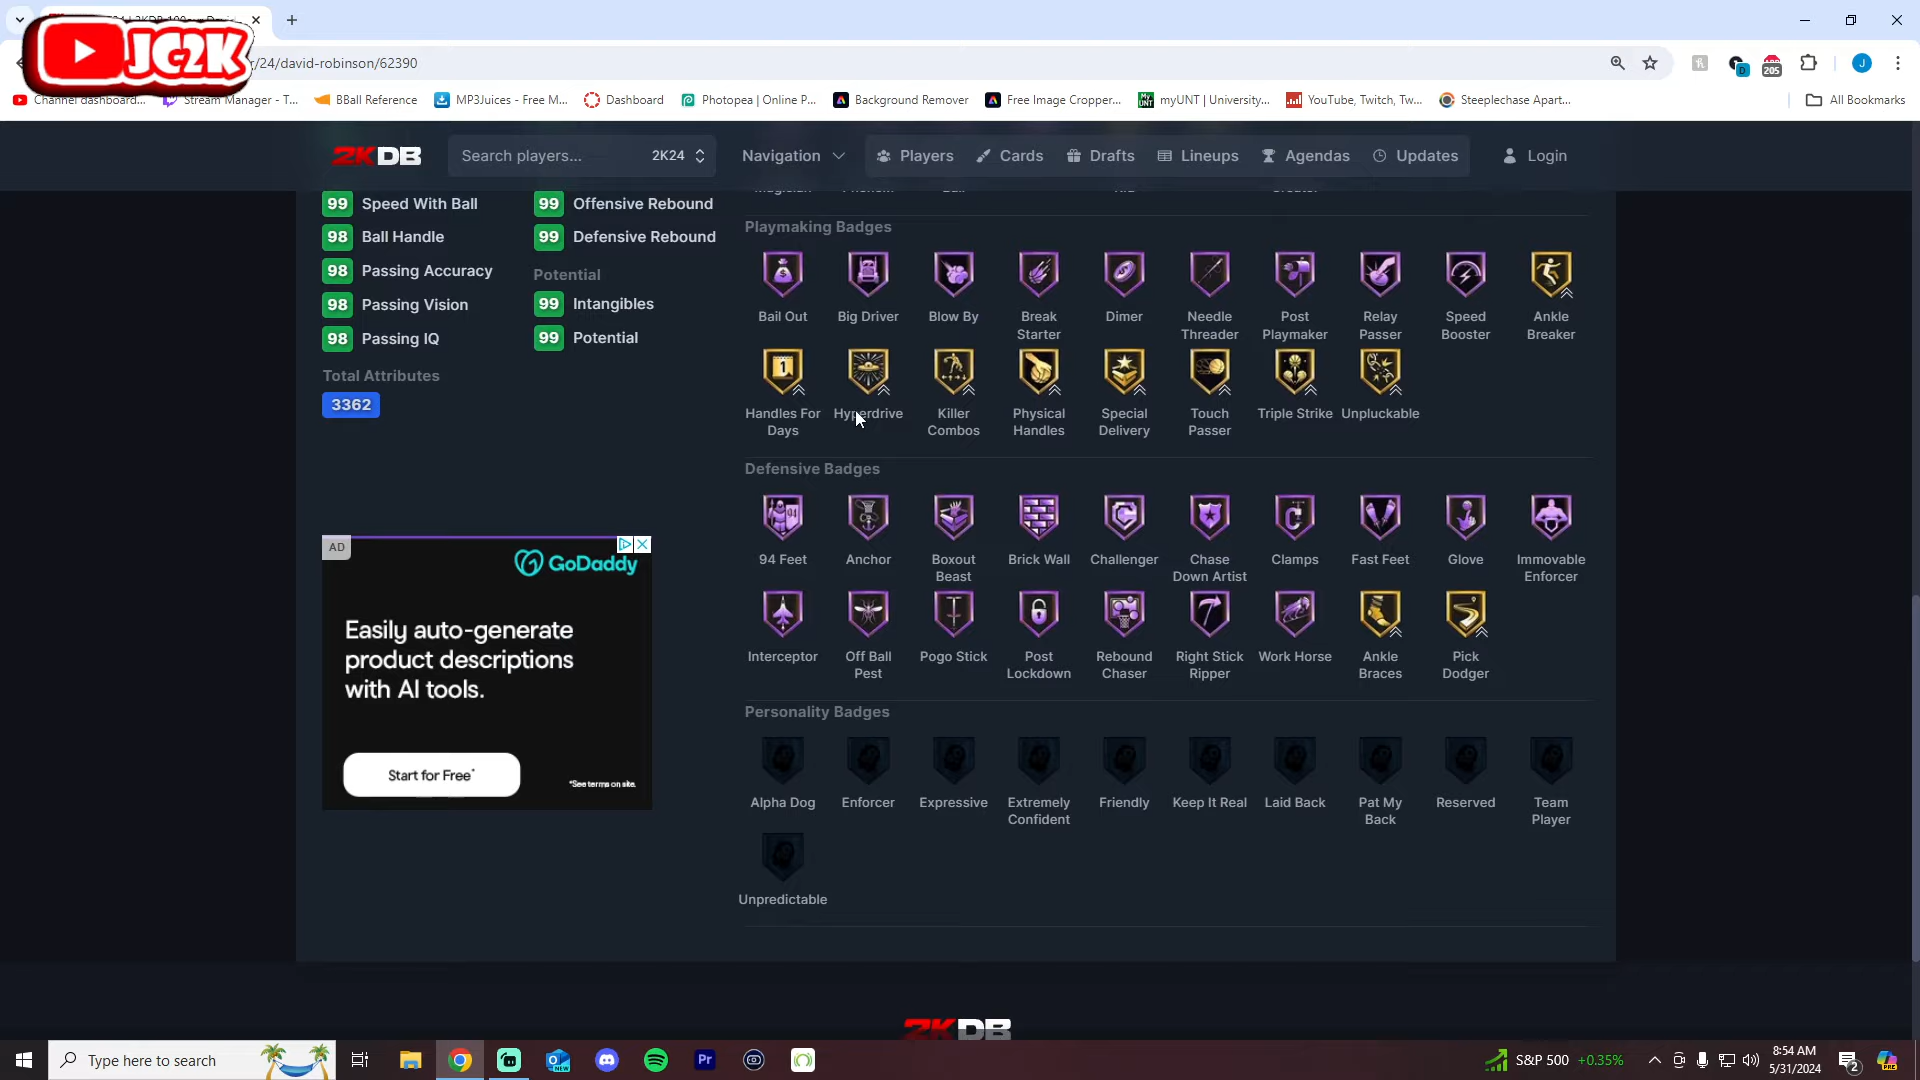 JC2K
r/24/david-robinson/62390
205
Channel dashboard...
Stream Manager - T...
BBall Reference
MP3Juices - Free M...
Dashboard
Photopea | Online P...
Background Remover
Free Image Cropper...
myUNT | University...
YouTube, Twitch, Tw...
Steeplechase Apart...
All Bookmarks
2KDB
Search players...
2K24
Navigation
Players
Cards
Drafts
Lineups
Agendas
Updates
Login
99 Speed With Ball
98 Ball Handle
98 Passing Accuracy
98 Passing Vision
98 Passing IQ
Total Attributes
3362
99 Offensive Rebound
99 Defensive Rebound
Potential
99 Intangibles
99 Potential
AD
GoDaddy
Easily auto-generate
product descriptions
with AI tools.
Start for Free*
*See terms on site.
Playmaking Badges
Bail Out
Big Driver
Blow By
Break
Starter
Dimer
Needle
Threader
Post
Playmaker
Relay
Passer
Speed
Booster
Ankle
Breaker
Handles For
Days
Hyperdrive
Killer
Combos
Physical
Handles
Special
Delivery
Touch
Passer
Triple Strike
Unpluckable
Defensive Badges
94 Feet
Anchor
Boxout
Beast
Brick Wall
Challenger
Chase
Down Artist
Clamps
Fast Feet
Glove
Immovable
Enforcer
Interceptor
Off Ball
Pest
Pogo Stick
Post
Lockdown
Rebound
Chaser
Right Stick
Ripper
Work Horse
Ankle
Braces
Pick
Dodger
Personality Badges
Alpha Dog
Enforcer
Expressive
Extremely
Confident
Friendly
Keep It Real
Laid Back
Pat My
Back
Reserved
Team
Player
Unpredictable
2KDB
Type here to search
S&P 500 +0.35%
8:54 AM
5/31/2024
2